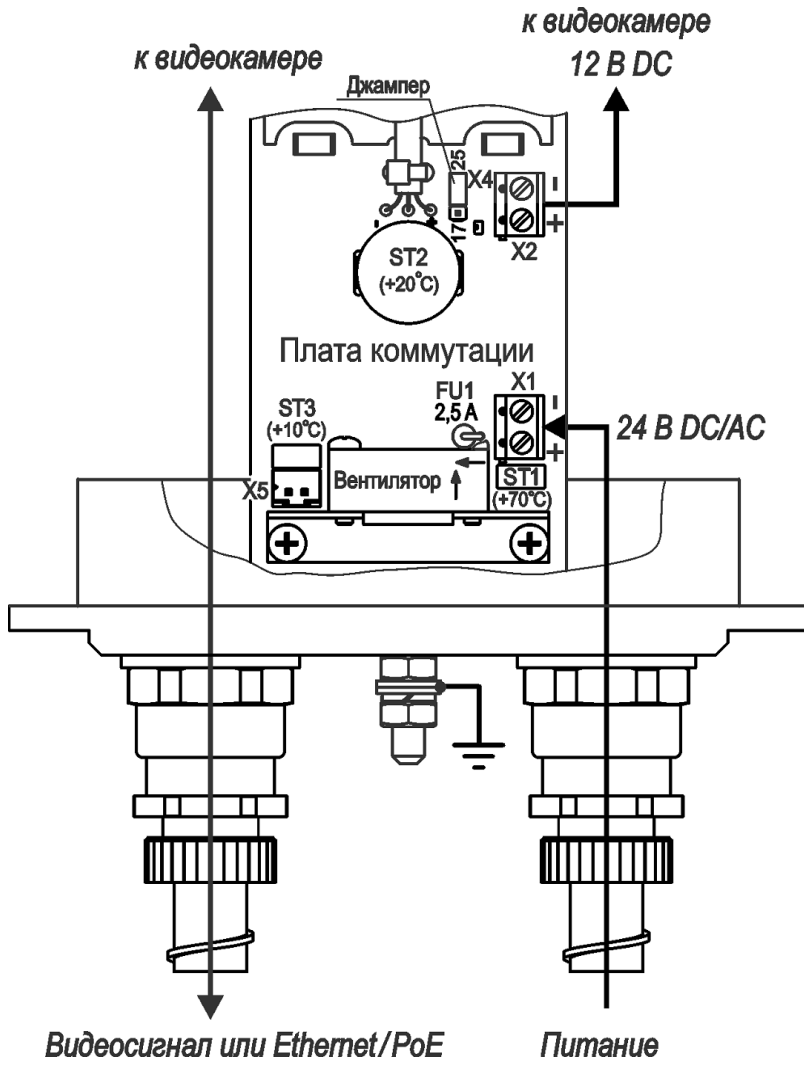 к видеокамере
12 В DC
к видеокамере
Джампер
25
X4
-
+
17
- +
X2
ST2
(+20°C)
Плата коммутации
X1
FU1
2,5 А
-
+
24 В DC/AC
ST3
(+10°C)
X5
Вентилятор
ST1
(+70°C)
Видеосигнал или Ethernet/PoE
Питание